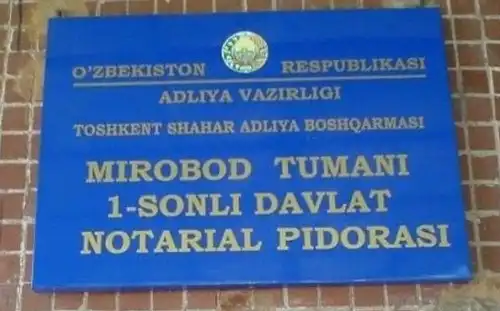 O'ZBEKISTON RESPUBLIKASI
ADLIYA VAZIRLIGI
TOSHKENT SHAHAR ADLIYA BOSHQARMASI
MIROBOD TUMANI
1-SONLI DAVLAT
NOTARIAL PIDORASI